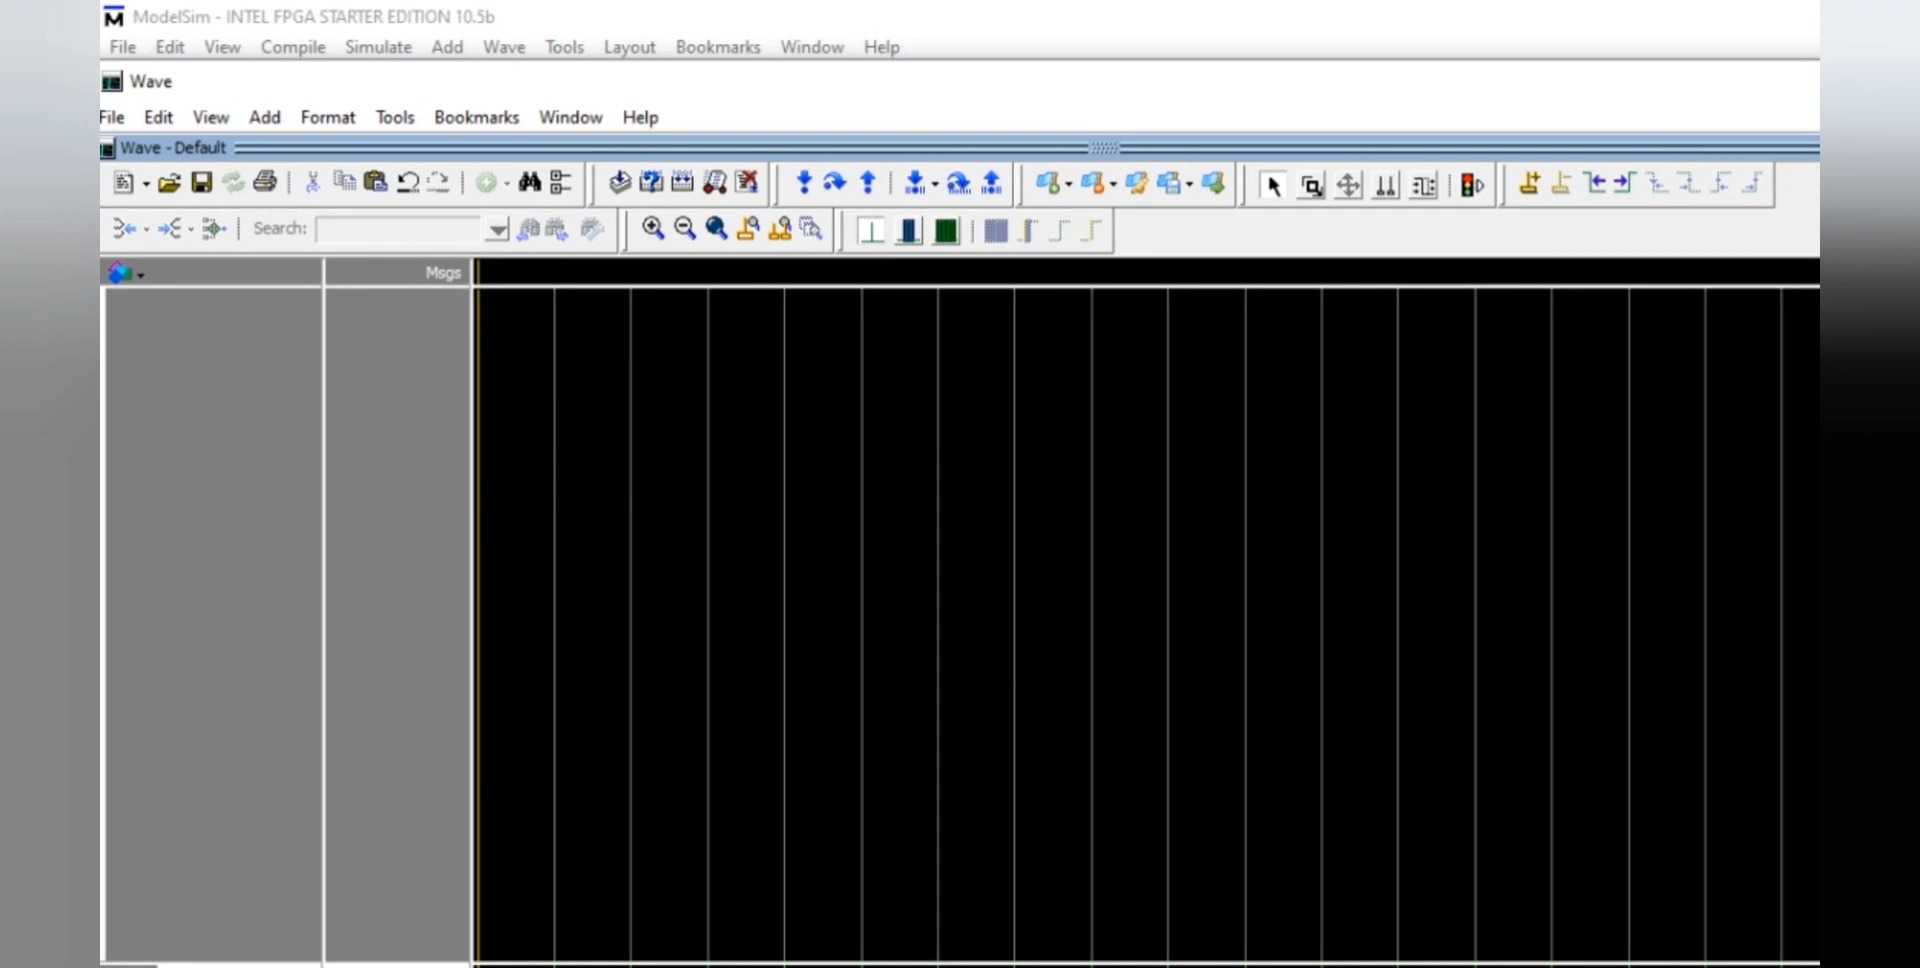 ModelSim - INTEL FPGA STARTER EDITION 10.5b
File Edit View Compile Simulate Add Wave Tools Layout Bookmarks Window Help
Wave
File Edit View Add Format Tools Bookmarks Window Help
Wave - Default
Search:
Msgs